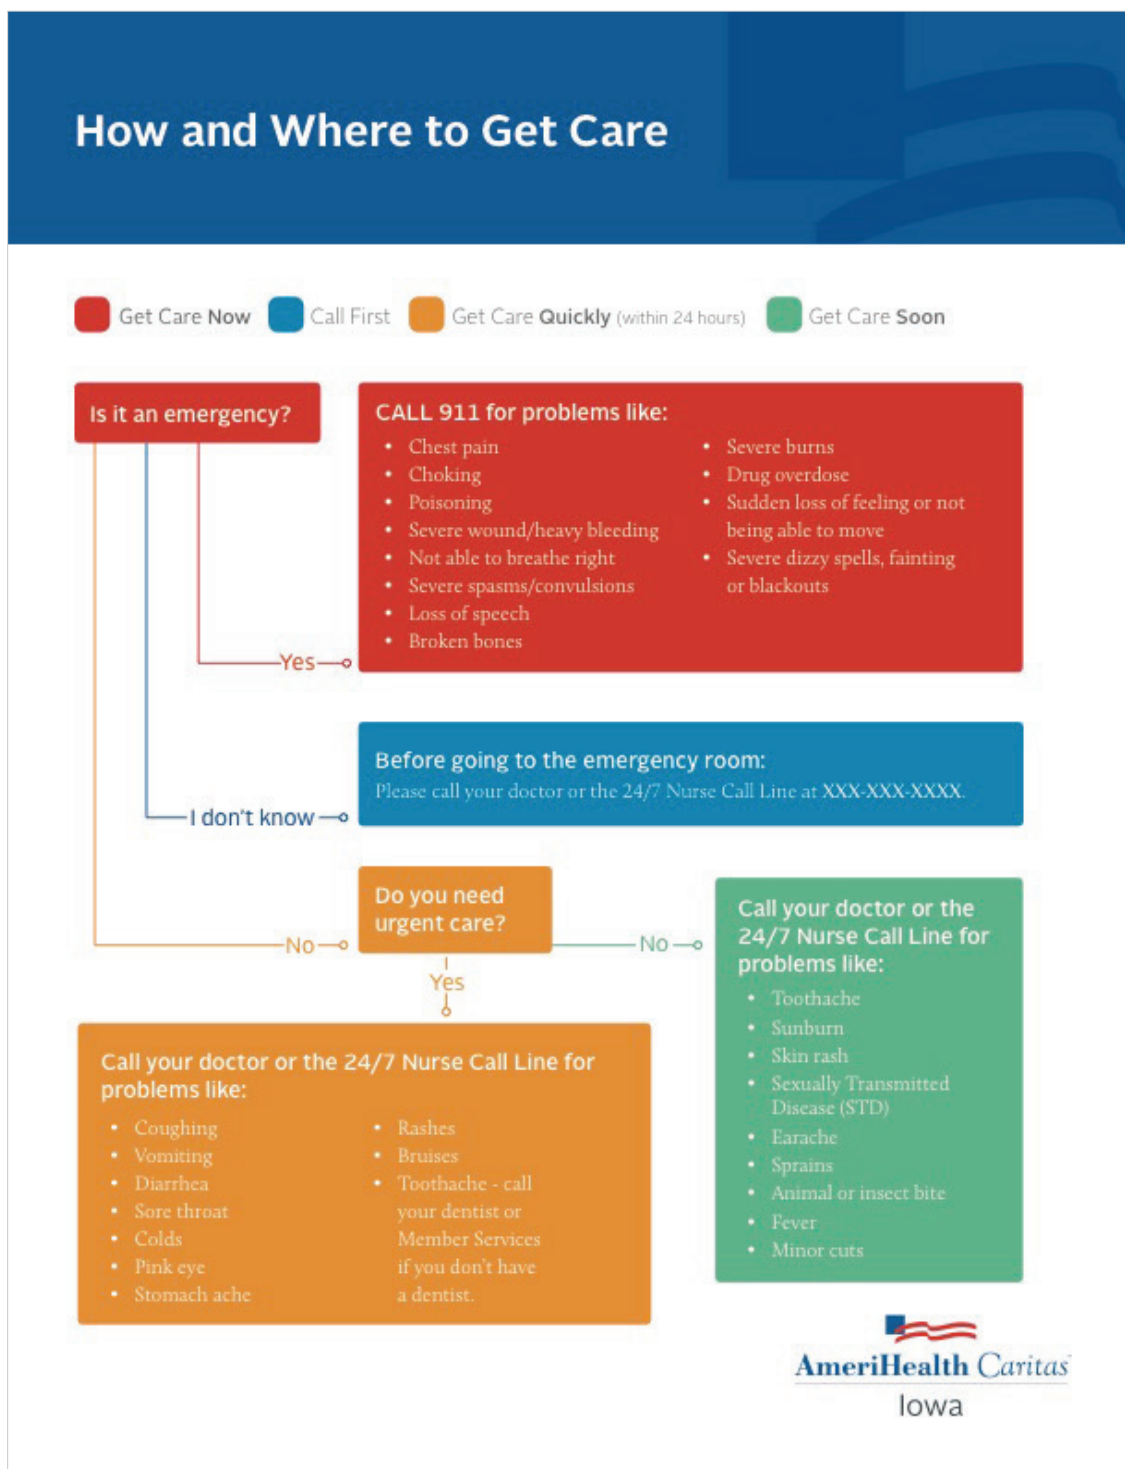 How and Where to Get Care
Get Care Now
Call First
Get Care Quickly (within 24 hours)
Get Care Soon
Is it an emergency?
CALL 911 for problems like:
• Chest pain
• Choking
• Poisoning
• Severe wound/heavy bleeding
• Not able to breathe right
• Severe spasms/convulsions
• Loss of speech
• Broken bones
• Severe burns
• Drug overdose
• Sudden loss of feeling or not
being able to move
• Severe dizzy spells, fainting
or blackouts
Yes
Before going to the emergency room:
Please call your doctor or the 24/7 Nurse Call Line at XXX-XXX-XXXX.
I don't know
Do you need
urgent care?
No
No
Yes
Call your doctor or the 24/7 Nurse Call Line for
problems like:
• Coughing
• Vomiting
• Diarrhea
• Sore throat
• Colds
• Pink eye
• Stomach ache
• Rashes
• Bruises
• Toothache - call
your dentist or
Member Services
if you don't have
a dentist.
Call your doctor or the
24/7 Nurse Call Line for
problems like:
• Toothache
• Sunburn
• Skin rash
• Sexually Transmitted
Disease (STD)
• Earache
• Sprains
• Animal or insect bite
• Fever
• Minor cuts
AmeriHealth Caritas
Iowa